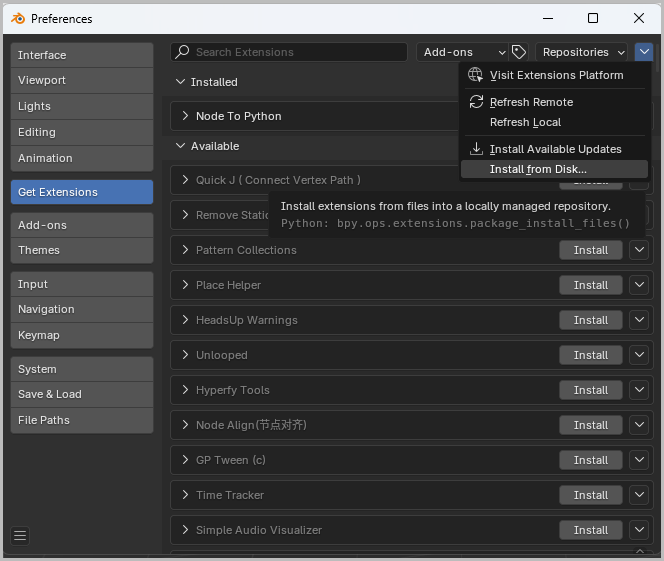 Preferences
Interface
Viewport
Lights
Editing
Animation
Get Extensions
Add-ons
Themes
Input
Navigation
Keymap
System
Save & Load
File Paths
Search Extensions
Add-ons
Repositories
Visit Extensions Platform
Refresh Remote
Refresh Local
Install Available Updates
Install from Disk...
Install extensions from files into a locally managed repository.
Python: bpy.ops.extensions.package_install_files()
Installed
Node To Python
Available
Quick J ( Connect Vertex Path )
Remove Static
Pattern Collections Install
Place Helper Install
HeadsUp Warnings Install
Unlooped Install
Hyperfy Tools Install
Node Align(节点对齐) Install
GP Tween (c) Install
Time Tracker Install
Simple Audio Visualizer Install